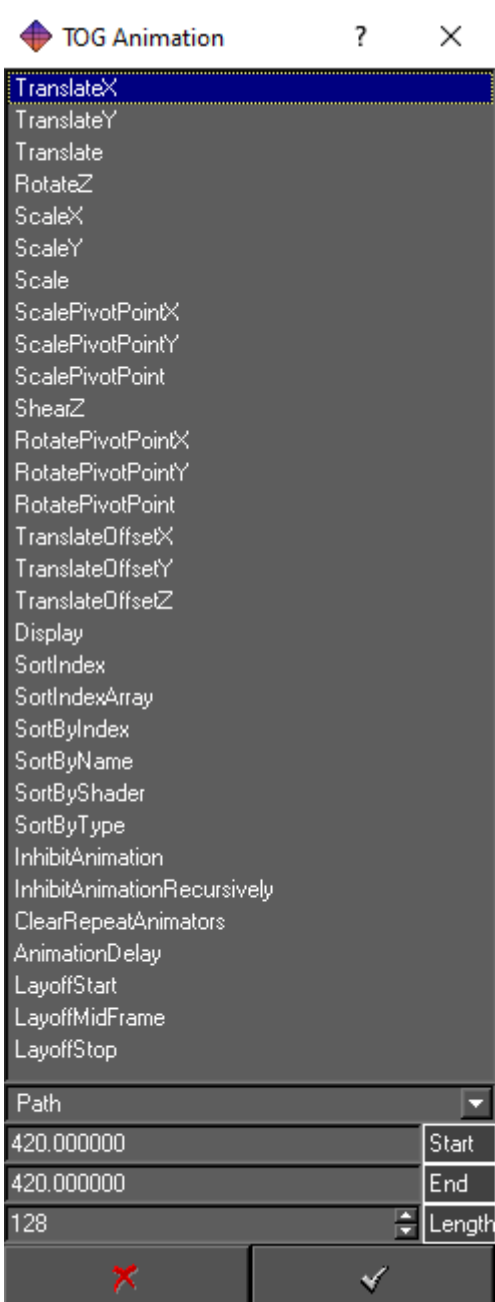 TOG Animation ?
TranslateX
TranslateY
Translate
RotateZ
ScaleX
ScaleY
Scale
ScalePivotPointX
ScalePivotPointY
ScalePivotPoint
ShearZ
RotatePivotPointX
RotatePivotPointY
RotatePivotPoint
TranslateOffsetX
TranslateOffsetY
TranslateOffsetZ
Display
SortIndex
SortIndexArray
SortByIndex
SortByName
SortByShader
SortByType
InhibitAnimation
InhibitAnimationRecursively
ClearRepeatAnimators
AnimationDelay
LayoffStart
LayoffMidFrame
LayoffStop
Path
420.000000 Start
420.000000 End
128 Length